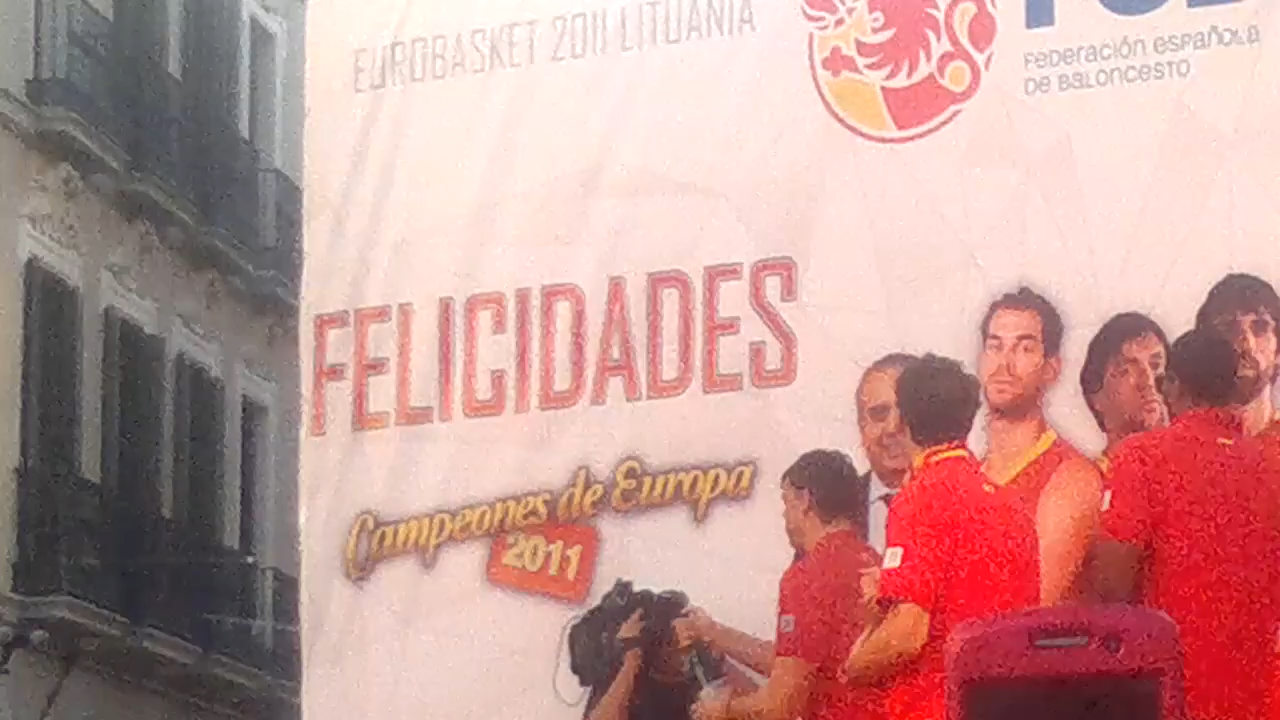 EUROBASKET 2011 LITUANIA
Federación Española
de Baloncesto
FELICIDADES
Campeones de Europa
2011